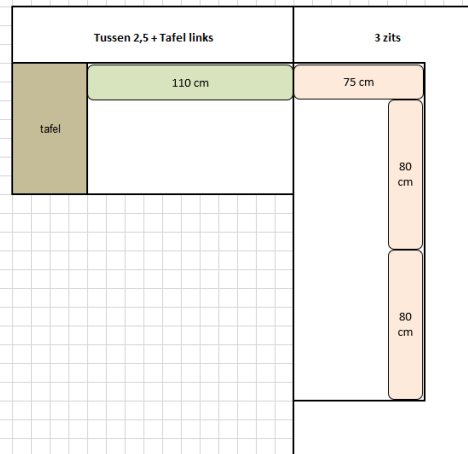 Tussen 2,5 + Tafel links
3 zits
110 cm
75 cm
tafel
80
cm
80
cm